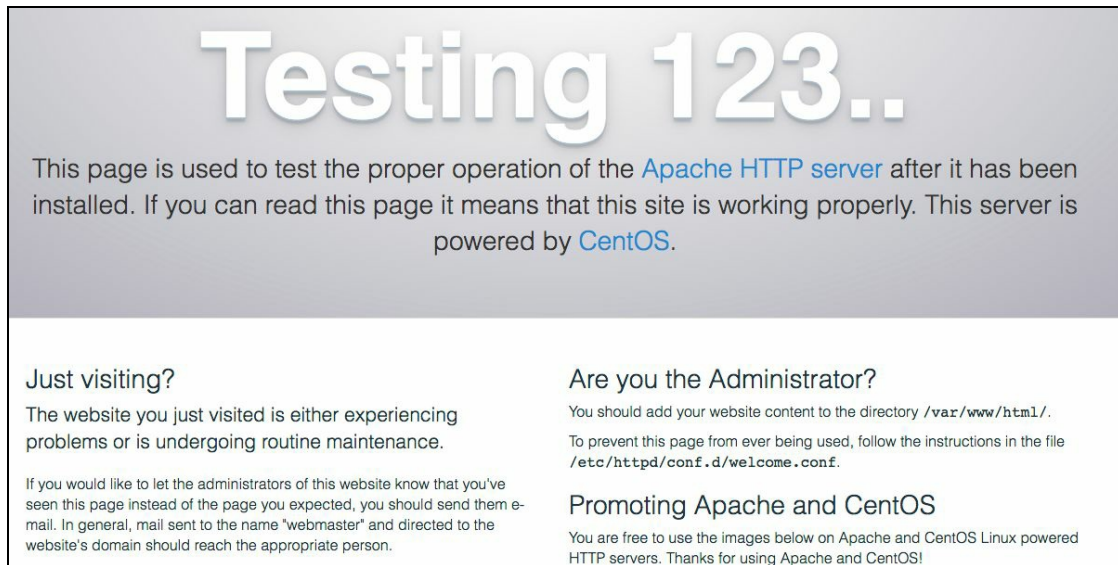 Testing 123..
This page is used to test the proper operation of the Apache HTTP server after it has been
installed. If you can read this page it means that this site is working properly. This server is
powered by CentOS.
Just visiting?
The website you just visited is either experiencing
problems or is undergoing routine maintenance.
If you would like to let the administrators of this website know that you've
seen this page instead of the page you expected, you should send them e-
mail. In general, mail sent to the name "webmaster" and directed to the
website's domain should reach the appropriate person.
Are you the Administrator?
You should add your website content to the directory /var/www/html/.
To prevent this page from ever being used, follow the instructions in the file
/etc/httpd/conf.d/welcome.conf.
Promoting Apache and CentOS
You are free to use the images below on Apache and CentOS Linux powered
HTTP servers. Thanks for using Apache and CentOS!